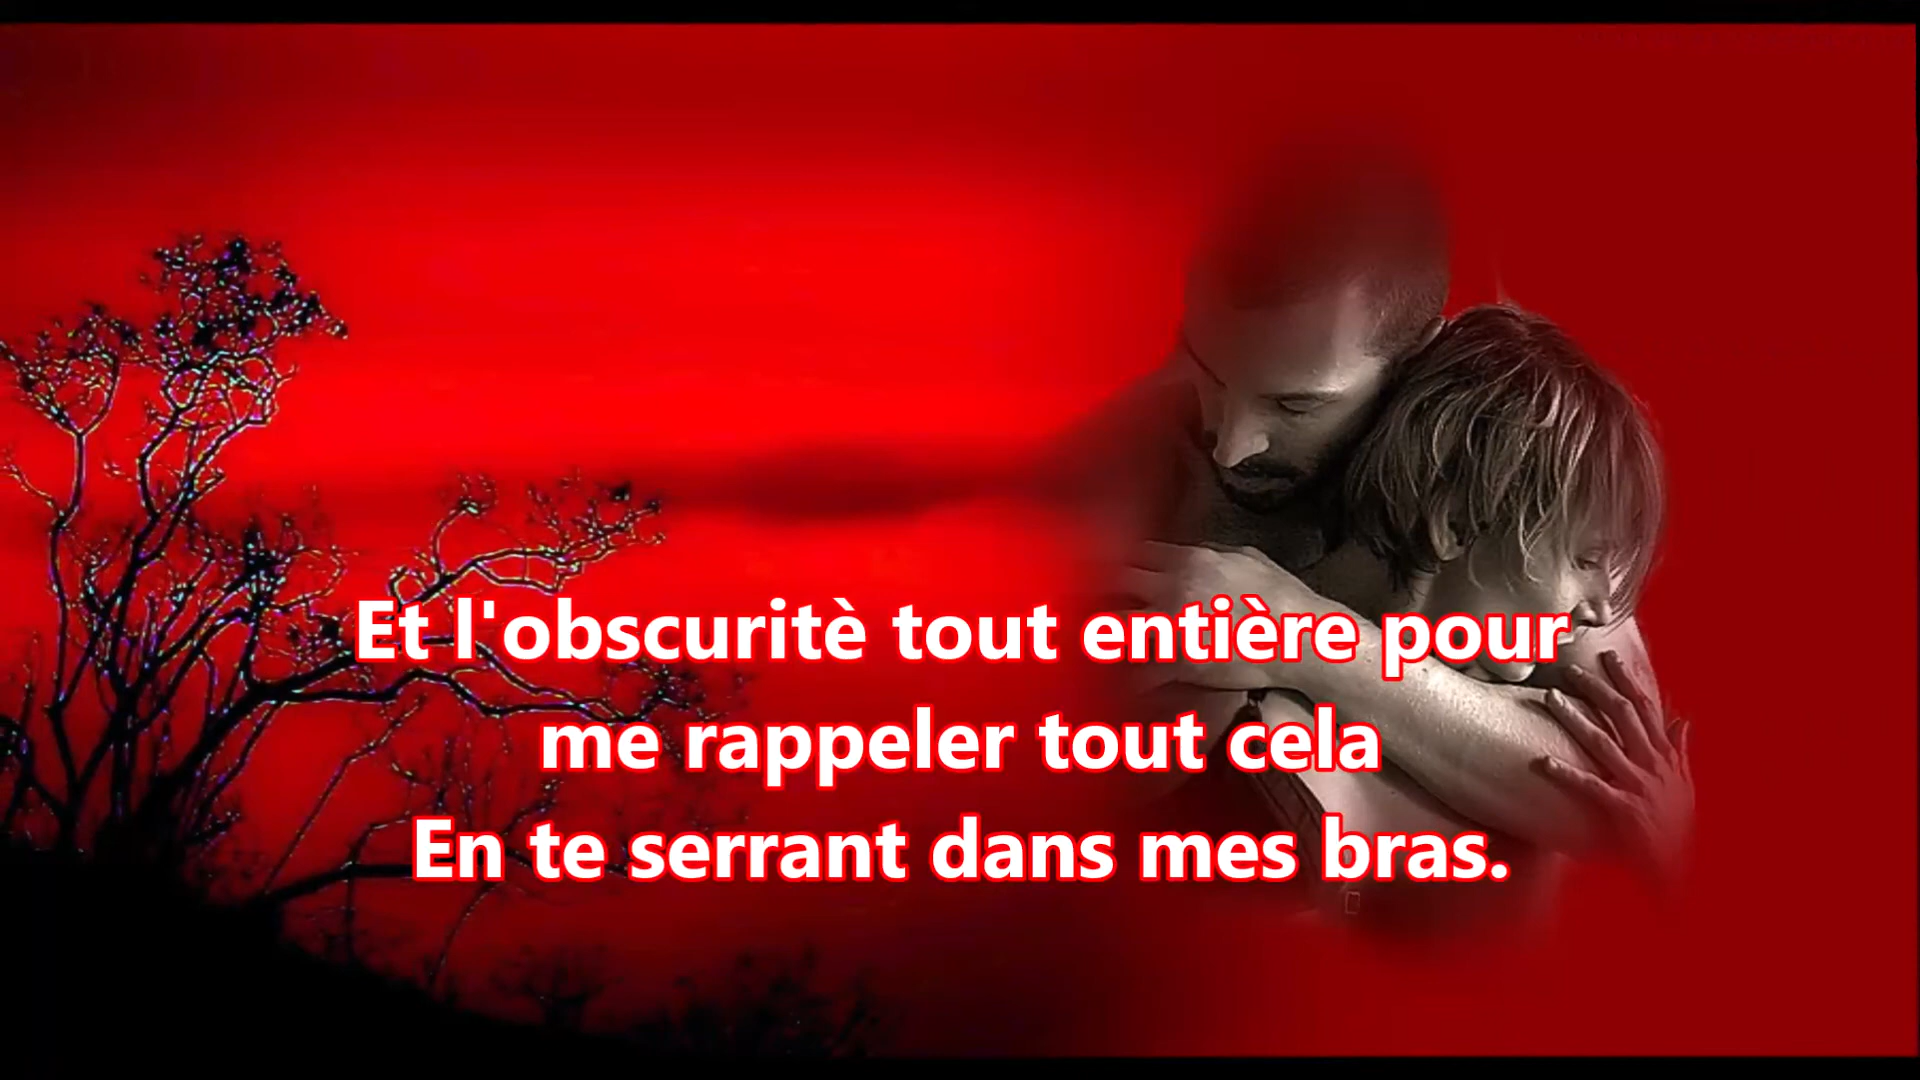 Et l'obscuritè tout entière pour
me rappeler tout cela
En te serrant dans mes bras.